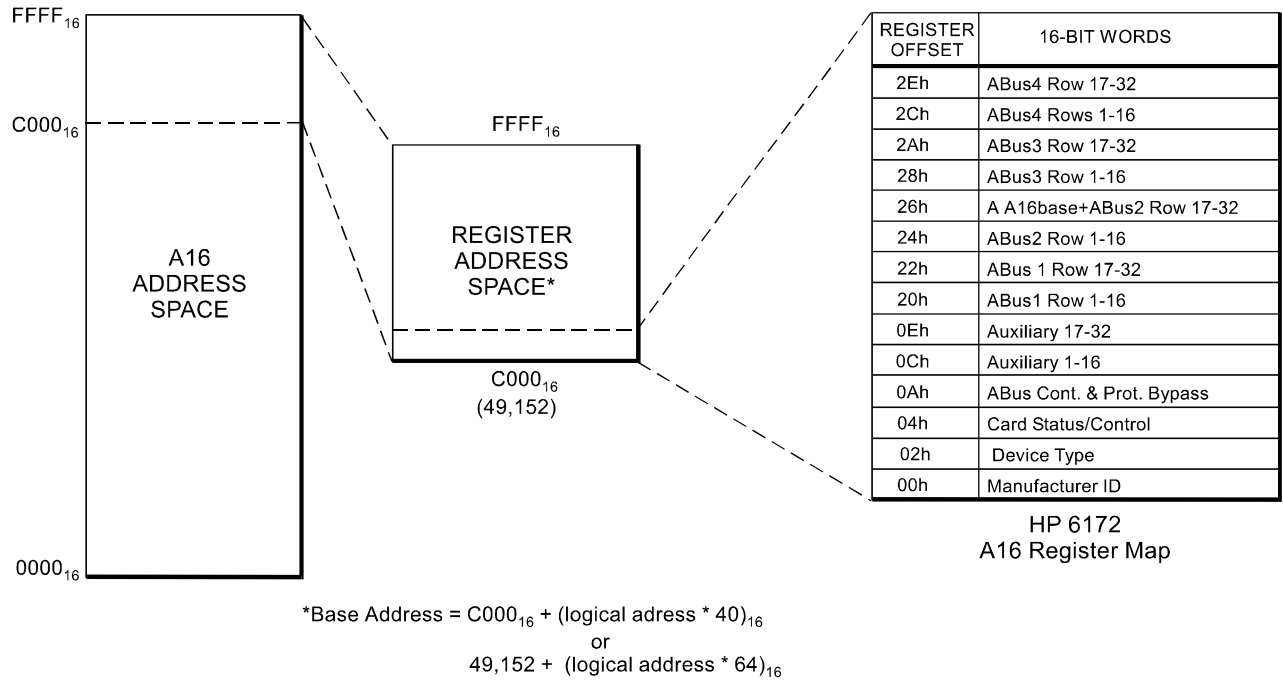 FFFF16
C00016
A16
ADDRESS
SPACE
000016
FFFF16
REGISTER
ADDRESS
SPACE*
C00016
(49,152)
REGISTER
OFFSET
16-BIT WORDS
2Eh ABus4 Row 17-32
2Ch ABus4 Rows 1-16
2Ah ABus3 Row 17-32
28h ABus3 Row 1-16
26h A A16base+ABus2 Row 17-32
24h ABus2 Row 1-16
22h ABus 1 Row 17-32
20h ABus1 Row 1-16
0Eh Auxiliary 17-32
0Ch Auxiliary 1-16
0Ah ABus Cont. & Prot. Bypass
04h Card Status/Control
02h Device Type
00h Manufacturer ID
HP 6172
A16 Register Map
*Base Address = C00016 + (logical adress * 40)16
or
49,152 + (logical address * 64)16